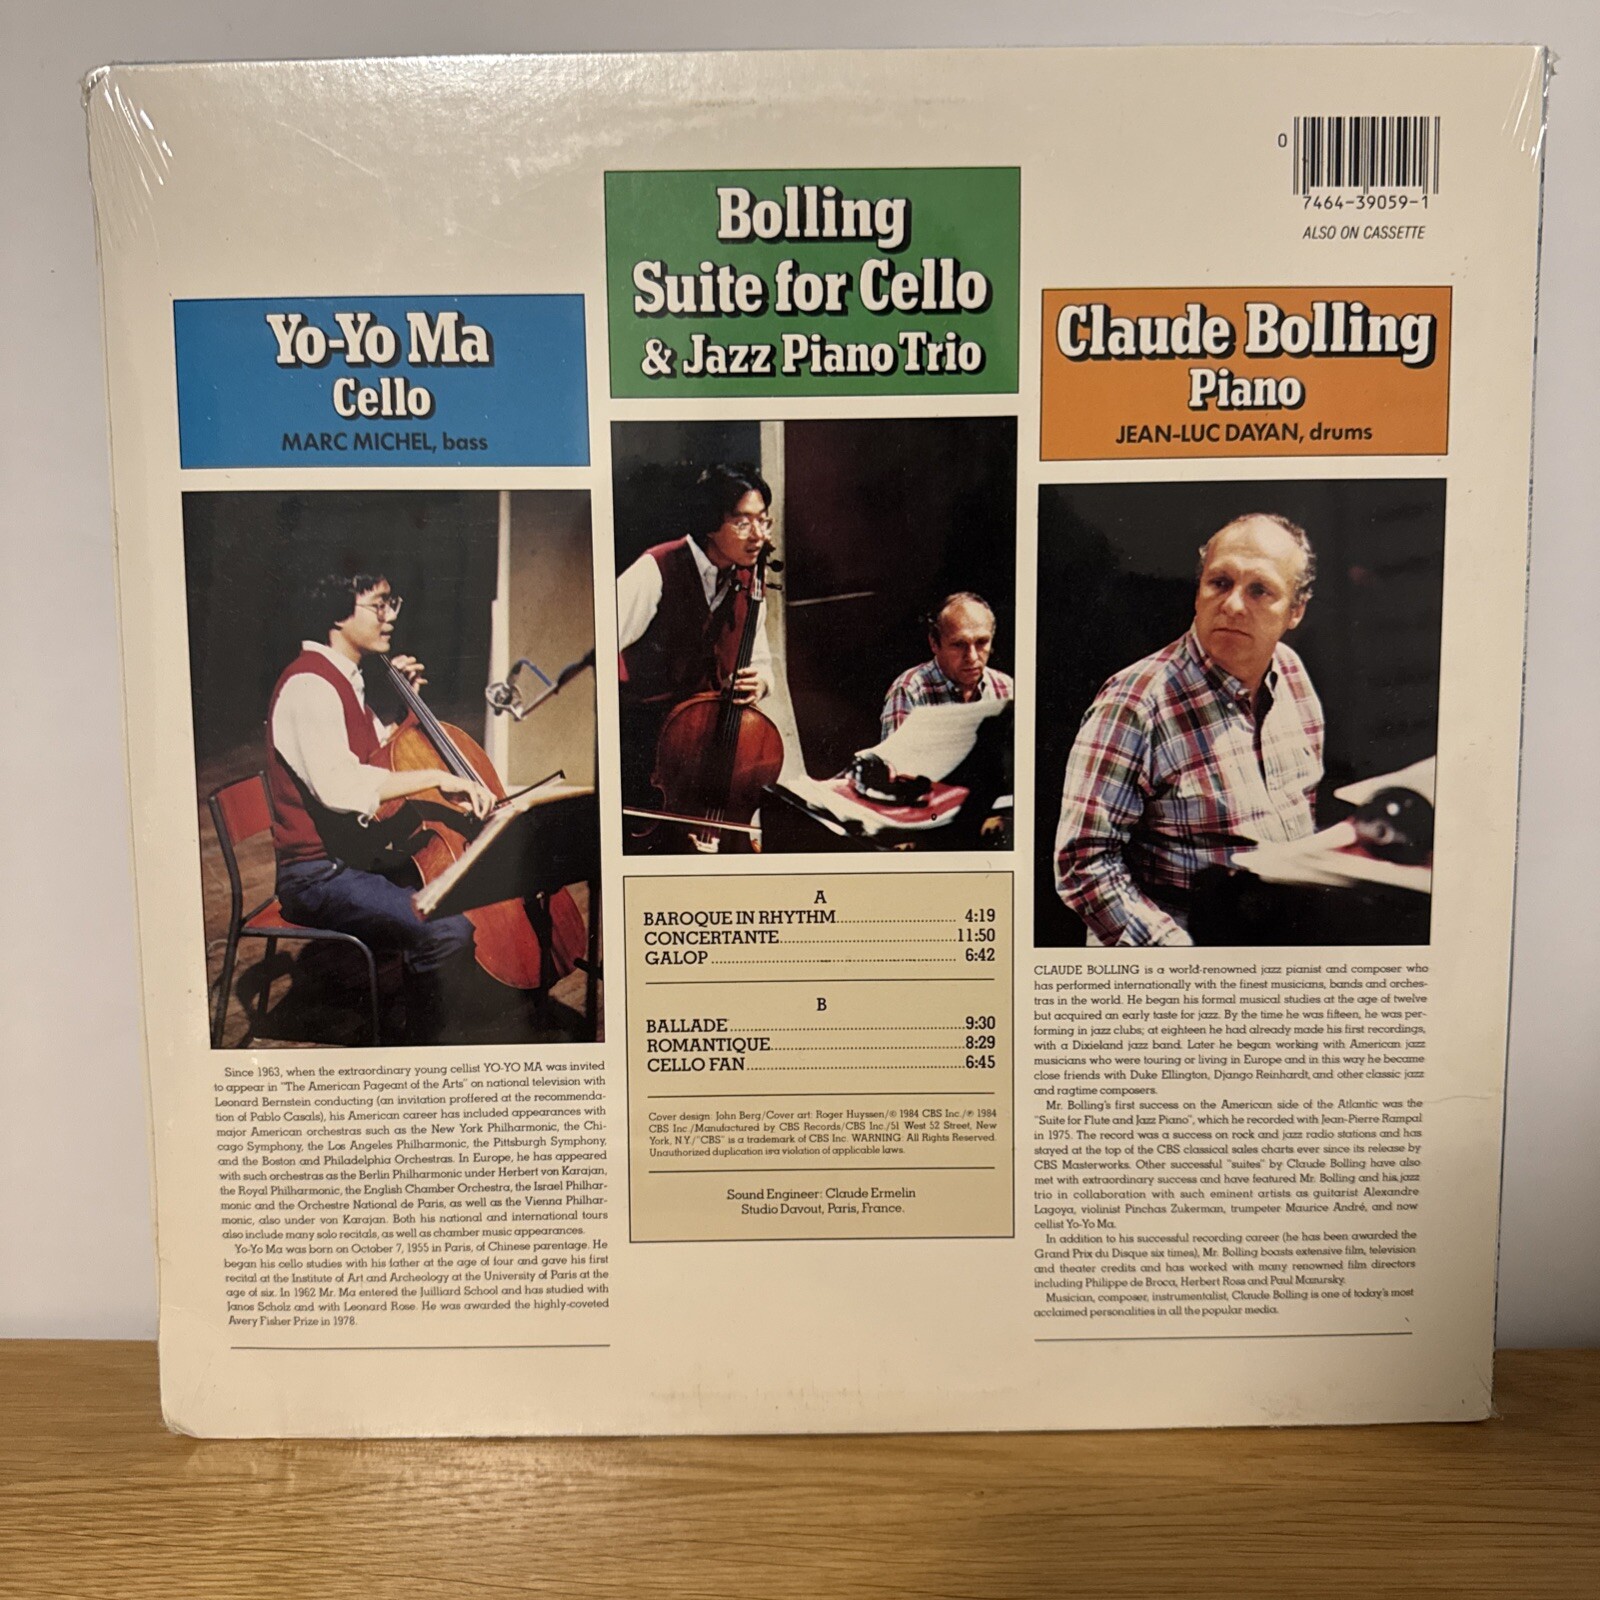 0
7464-39059-1
ALSO ON CASSETTE
Bolling
Suite for Cello
& Jazz Piano Trio
Yo-Yo Ma
Cello
MARC MICHEL, bass
Claude Bolling
Piano
JEAN-LUC DAYAN, drums
Since 1963, when the extraordinary young cellist YO-YO MA was invited
to appear in "The American Pageant of the Arts" on national television with
Leonard Bernstein conducting (an invitation proffered at the recommenda-
tion of Pablo Casals), his American career has included appearances with
major American orchestras such as the New York Philharmonic, the Chi-
cago Symphony, the Los Angeles Philharmonic, the Pittsburgh Symphony,
and the Boston and Philadelphia Orchestras. In Europe, he has appeared
with such orchestras as the Berlin Philharmonic under Herbert von Karajan,
the Royal Philharmonic, the English Chamber Orchestra, the Israel Philhar-
monic and the Orchestre National de Paris, as well as the Vienna Philhar-
monic, also under von Karajan. Both his national and international tours
also include many solo recitals, as well as chamber music appearances.
Yo-Yo Ma was born on October 7, 1955 in Paris, of Chinese parentage. He
began his cello studies with his father at the age of four and gave his first
recital at the Institute of Art and Archeology at the University of Paris at the
age of six. In 1962 Mr. Ma entered the Juilliard School and has studied with
Janos Scholz and with Leonard Rose. He was awarded the highly-coveted
Avery Fisher Prize in 1978.
A
BAROQUE IN RHYTHM.......................... 4:19
CONCERTANTE.......................................11:50
GALOP....................................................... 6:42
B
BALLADE....................................................9:30
ROMANTIQUE...........................................8:29
CELLO FAN................................................6:45
Cover design: John Berg/Cover art: Roger Huyssen/© 1984 CBS Inc./℗ 1984
CBS Inc./Manufactured by CBS Records/CBS Inc./51 West 52 Street, New
York, N.Y./"CBS" is a trademark of CBS Inc. WARNING: All Rights Reserved.
Unauthorized duplication is a violation of applicable laws.
Sound Engineer: Claude Ermelin
Studio Davout, Paris, France.
CLAUDE BOLLING is a world-renowned jazz pianist and composer who
has performed internationally with the finest musicians, bands and orches-
tras in the world. He began his formal musical studies at the age of twelve
but acquired an early taste for jazz. By the time he was fifteen, he was per-
forming in jazz clubs; at eighteen he had already made his first recordings,
with a Dixieland jazz band. Later he began working with American jazz
musicians who were touring or living in Europe and in this way he became
close friends with Duke Ellington, Django Reinhardt, and other classic jazz
and ragtime composers.
Mr. Bolling's first success on the American side of the Atlantic was the
"Suite for Flute and Jazz Piano", which he recorded with Jean-Pierre Rampal
in 1975. The record was a success on rock and jazz radio stations and has
stayed at the top of the CBS classical sales charts ever since its release by
CBS Masterworks. Other successful "suites" by Claude Bolling have also
met with extraordinary success and have featured Mr. Bolling and his jazz
trio in collaboration with such eminent artists as guitarist Alexandre
Lagoya, violinist Pinchas Zukerman, trumpeter Maurice André, and now
cellist Yo-Yo Ma.
In addition to his successful recording career (he has been awarded the
Grand Prix du Disque six times), Mr. Bolling boasts extensive film, television
and theater credits and has worked with many renowned film directors
including Philippe de Broca, Herbert Ross and Paul Mazursky.
Musician, composer, instrumentalist, Claude Bolling is one of today's most
acclaimed personalities in all the popular media.